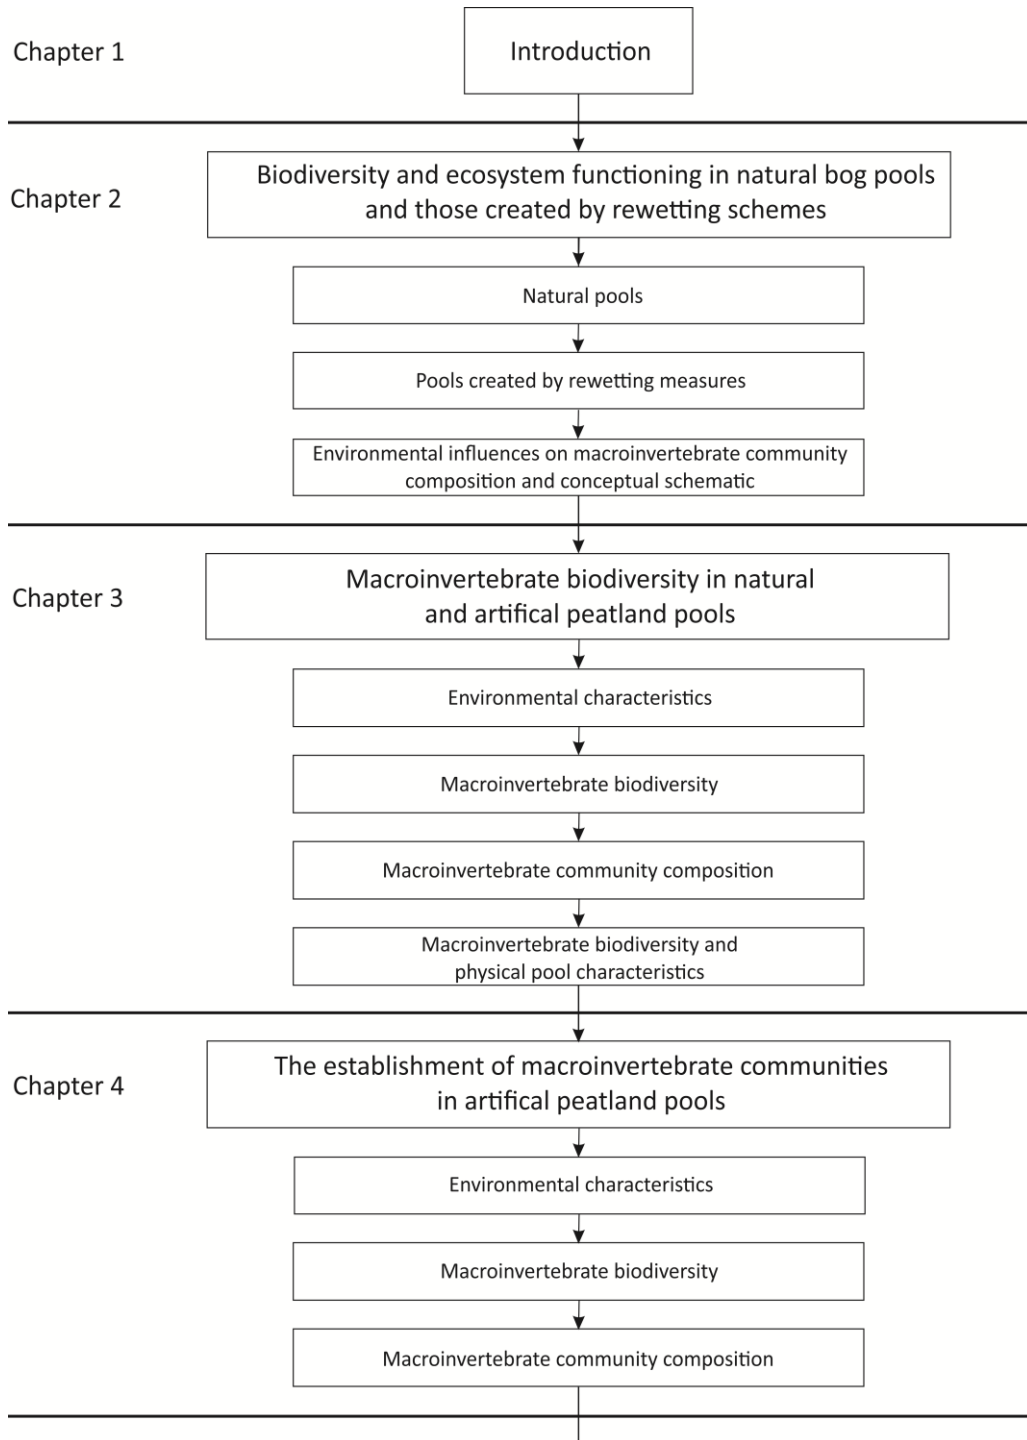 Chapter 1
Introduction
Chapter 2
Biodiversity and ecosystem functioning in natural bog pools
and those created by rewetting schemes
Natural pools
Pools created by rewetting measures
Environmental influences on macroinvertebrate community
composition and conceptual schematic
Chapter 3
Macroinvertebrate biodiversity in natural
and artifical peatland pools
Environmental characteristics
Macroinvertebrate biodiversity
Macroinvertebrate community composition
Macroinvertebrate biodiversity and
physical pool characteristics
Chapter 4
The establishment of macroinvertebrate communities
in artifical peatland pools
Environmental characteristics
Macroinvertebrate biodiversity
Macroinvertebrate community composition